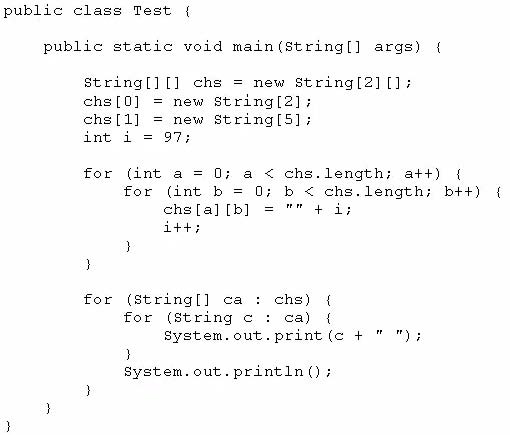 public class Test {
public static void main(String[] args) {
String[][] chs = new String[2][];
chs[0] = new String[2];
chs[1] = new String[5];
int i = 97;
for (int a = 0; a < chs.length; a++) {
for (int b = 0; b < chs.length; b++) {
chs[a][b] = "" + i;
i++;
}
}
for (String[] ca : chs) {
for (String c : ca) {
System.out.print(c + " ");
}
System.out.println();
}
}
}